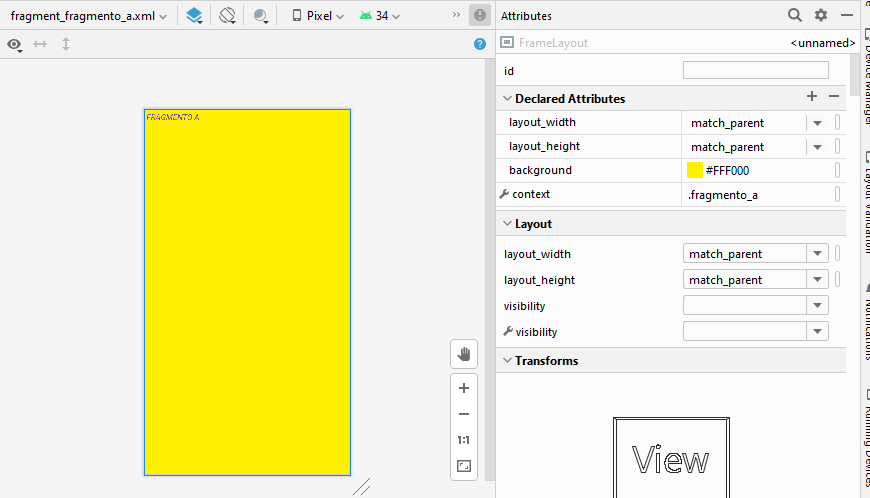 fragment_fragmento_a.xml
Pixel
34
Attributes
FrameLayout
<unnamed>
id
Declared Attributes
layout_width
match_parent
layout_height
match_parent
background
#FFF000
context
.fragmento_a
Layout
layout_width
match_parent
layout_height
match_parent
visibility
visibility
Transforms
View
FRAGMENTO A
1:1
Device Manager
Layout Validation
Notifications
Running Devices